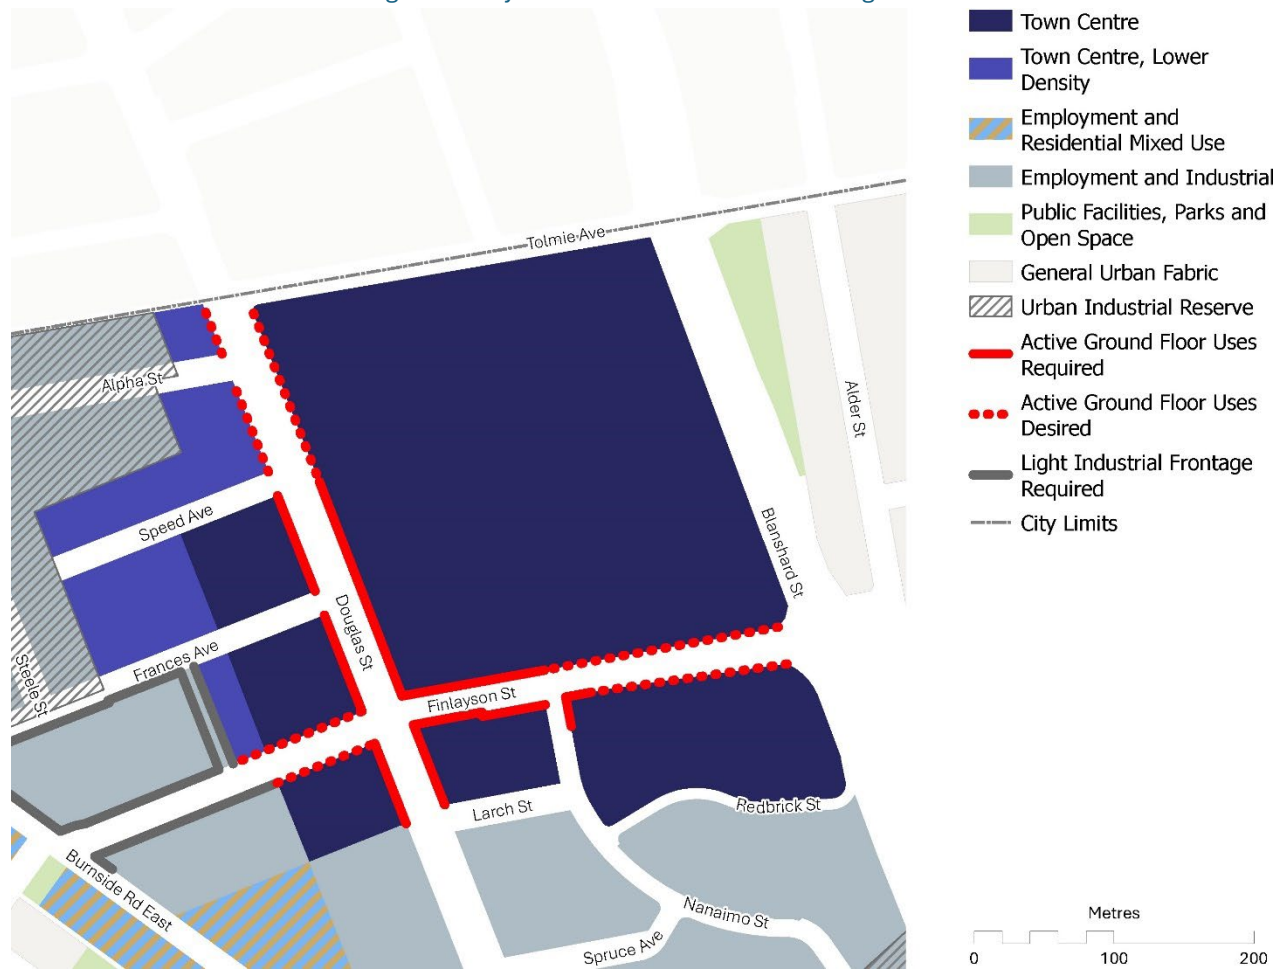 Town Centre
Town Centre, Lower
Density
Employment and
Residential Mixed Use
Employment and Industrial
Public Facilities, Parks and
Open Space
General Urban Fabric
Urban Industrial Reserve
Active Ground Floor Uses
Required
Active Ground Floor Uses
Desired
Light Industrial Frontage
Required
City Limits
Tolmie Ave
Alpha St
Alder St
Speed Ave
Blanshard St
Douglas St
Frances Ave
Steele St
Finlayson St
Larch St
Redbrick St
Burnside Rd East
Nanaimo St
Spruce Ave
Metres
0 100 200